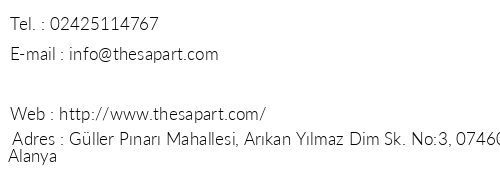 Tel. : 02425114767
E-mail : info@thesapart.com
Web : http://www.thesapart.com/
Adres : Güller Pınarı Mahallesi, Arıkan Yılmaz Dim Sk. No:3, 07460
Alanya